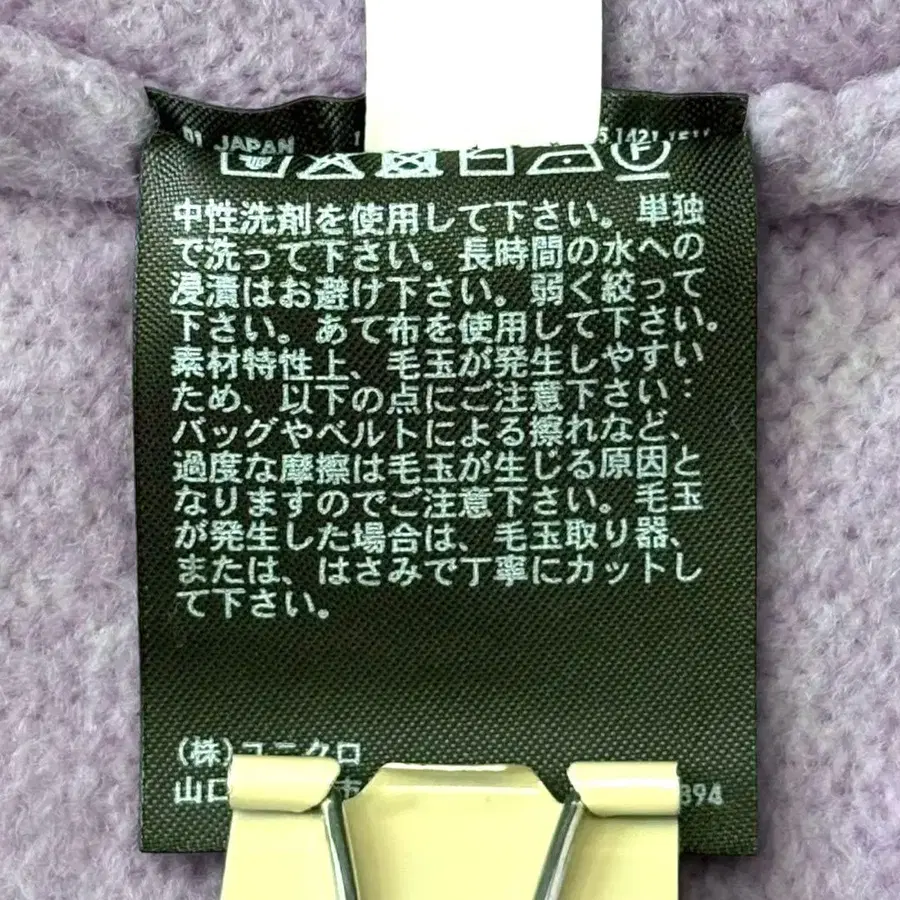 01 JAPAN
F
中性洗剤を使用して下さい。単独
で洗って下さい。長時間の水への
浸漬はお避け下さい。弱く絞って
下さい。あて布を使用して下さい。
素材特性上、毛玉が発生しやすい
ため、以下の点にご注意下さい：
バッグやベルトによる擦れなど、
過度な摩擦は毛玉が生じる原因と
なりますのでご注意下さい。毛玉
が発生した場合は、毛玉取り器、
または、はさみで丁寧にカットし
て下さい。
(株)ユニクロ
山口 市 894